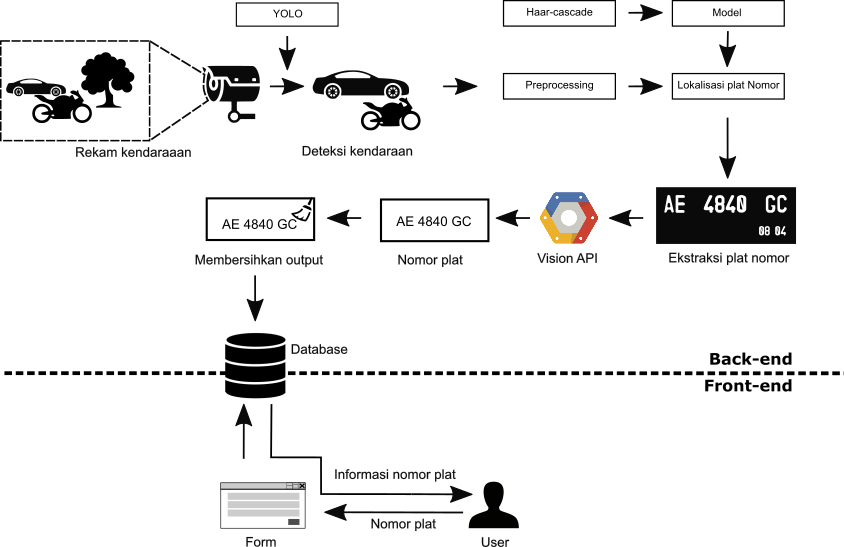 YOLO
Haar-cascade
Model
Preprocessing
Lokalisasi plat Nomor
Rekam kendaraaan
Deteksi kendaraan
AE 4840 GC
08 04
Ekstraksi plat nomor
Vision API
AE 4840 GC
Nomor plat
AE 4840 GC
Membersihkan output
Database
Back-end
Front-end
Informasi nomor plat
Nomor plat
Form
User